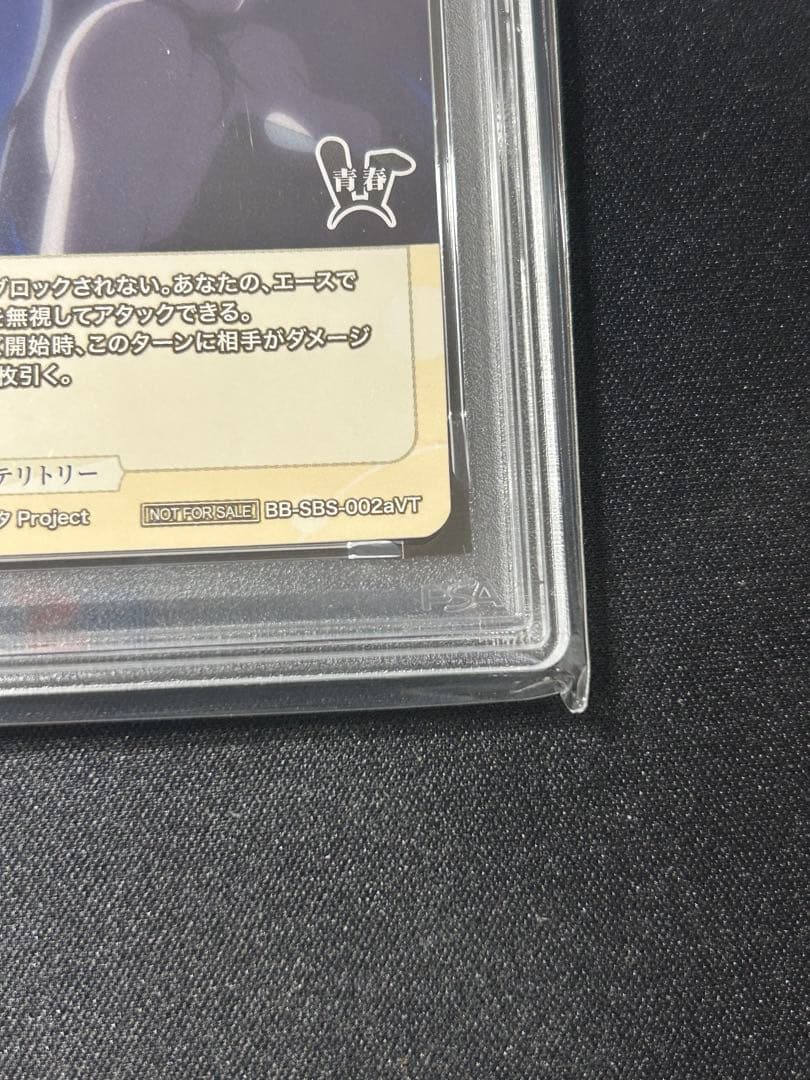 青春
ブロックされない。あなたの、エースで
を無視してアタックできる。
開始時、このターンに相手がダメージ
枚引く。
テリトリー
タ Project
NOT FOR SALE BB-SBS-002aVT
PSA